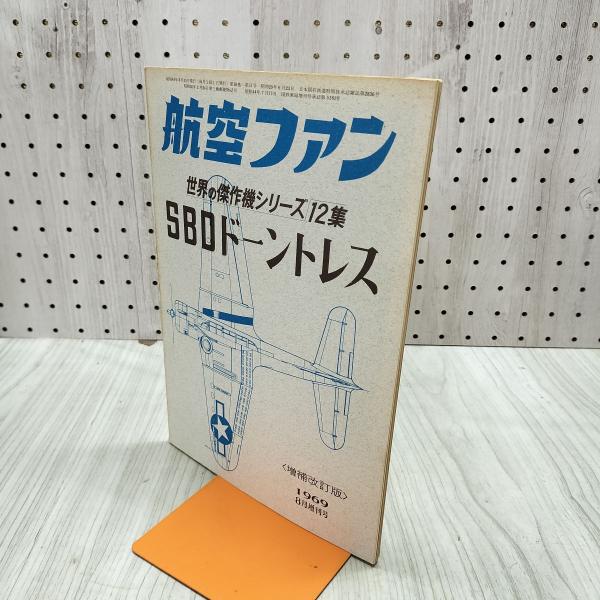 航空ファン
世界の傑作機シリーズ12集
SBDドーントレス
〈増補改訂版〉
1969
8月増刊号